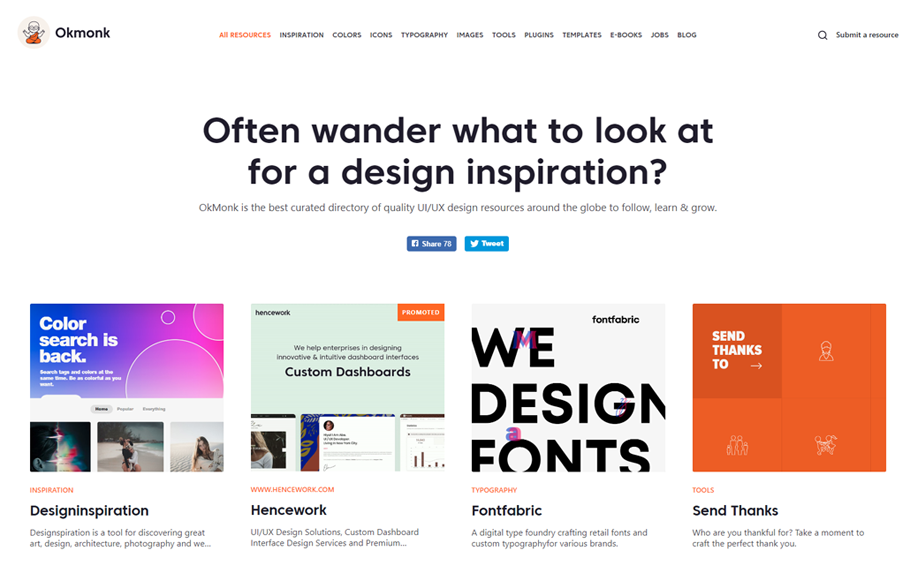 Okmonk
All RESOURCES INSPIRATION COLORS ICONS TYPOGRAPHY IMAGES TOOLS PLUGINS TEMPLATES E-BOOKS JOBS BLOG
Submit a resource
Often wander what to look at
for a design inspiration?
OkMonk is the best curated directory of quality UI/UX design resources around the globe to follow, learn & grow.
Share 78
Tweet
Color
search is
back.
Search tags and colors at
the same time. Be as colorful as you
want.
Home Popular Everything
INSPIRATION
Designinspiration
Designspiration is a tool for discovering great
art, design, architecture, photography and we...
hencework
PROMOTED
We help enterprises in designing
innovative & intuitive dashboard interfaces
Custom Dashboards
WWW.HENCEWORK.COM
Hencework
UI/UX Design Solutions, Custom Dashboard
Interface Design Services and Premium...
fontfabric
WE
DESIGN
FONTS
TYPOGRAPHY
Fontfabric
A digital type foundry crafting retail fonts and
custom typographyfor various brands.
SEND
THANKS
TO
TOOLS
Send Thanks
Who are you thankful for? Take a moment to
craft the perfect thank you.